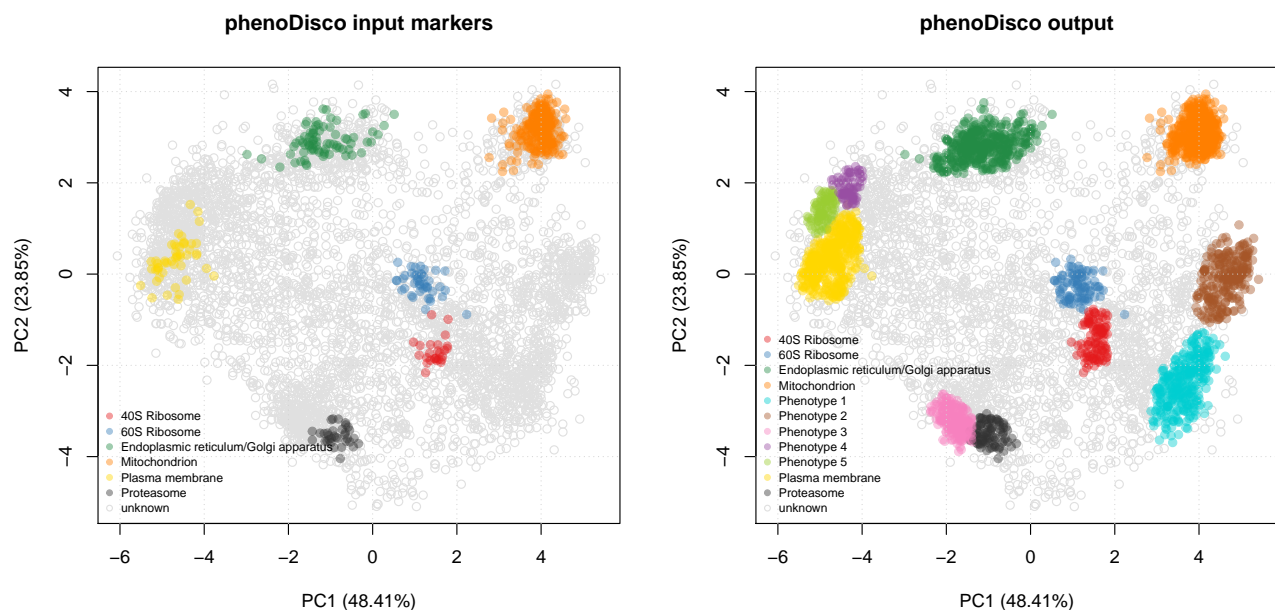 phenoDisco input markers
4
2
0
−2
−4
PC2 (23.85%)
40S Ribosome
60S Ribosome
Endoplasmic reticulum/Golgi apparatus
Mitochondrion
Plasma membrane
Proteasome
unknown
−6 −4 −2 0 2 4
PC1 (48.41%)
phenoDisco output
4
2
0
−2
−4
PC2 (23.85%)
40S Ribosome
60S Ribosome
Endoplasmic reticulum/Golgi apparatus
Mitochondrion
Phenotype 1
Phenotype 2
Phenotype 3
Phenotype 4
Phenotype 5
Plasma membrane
Proteasome
unknown
−6 −4 −2 0 2 4
PC1 (48.41%)